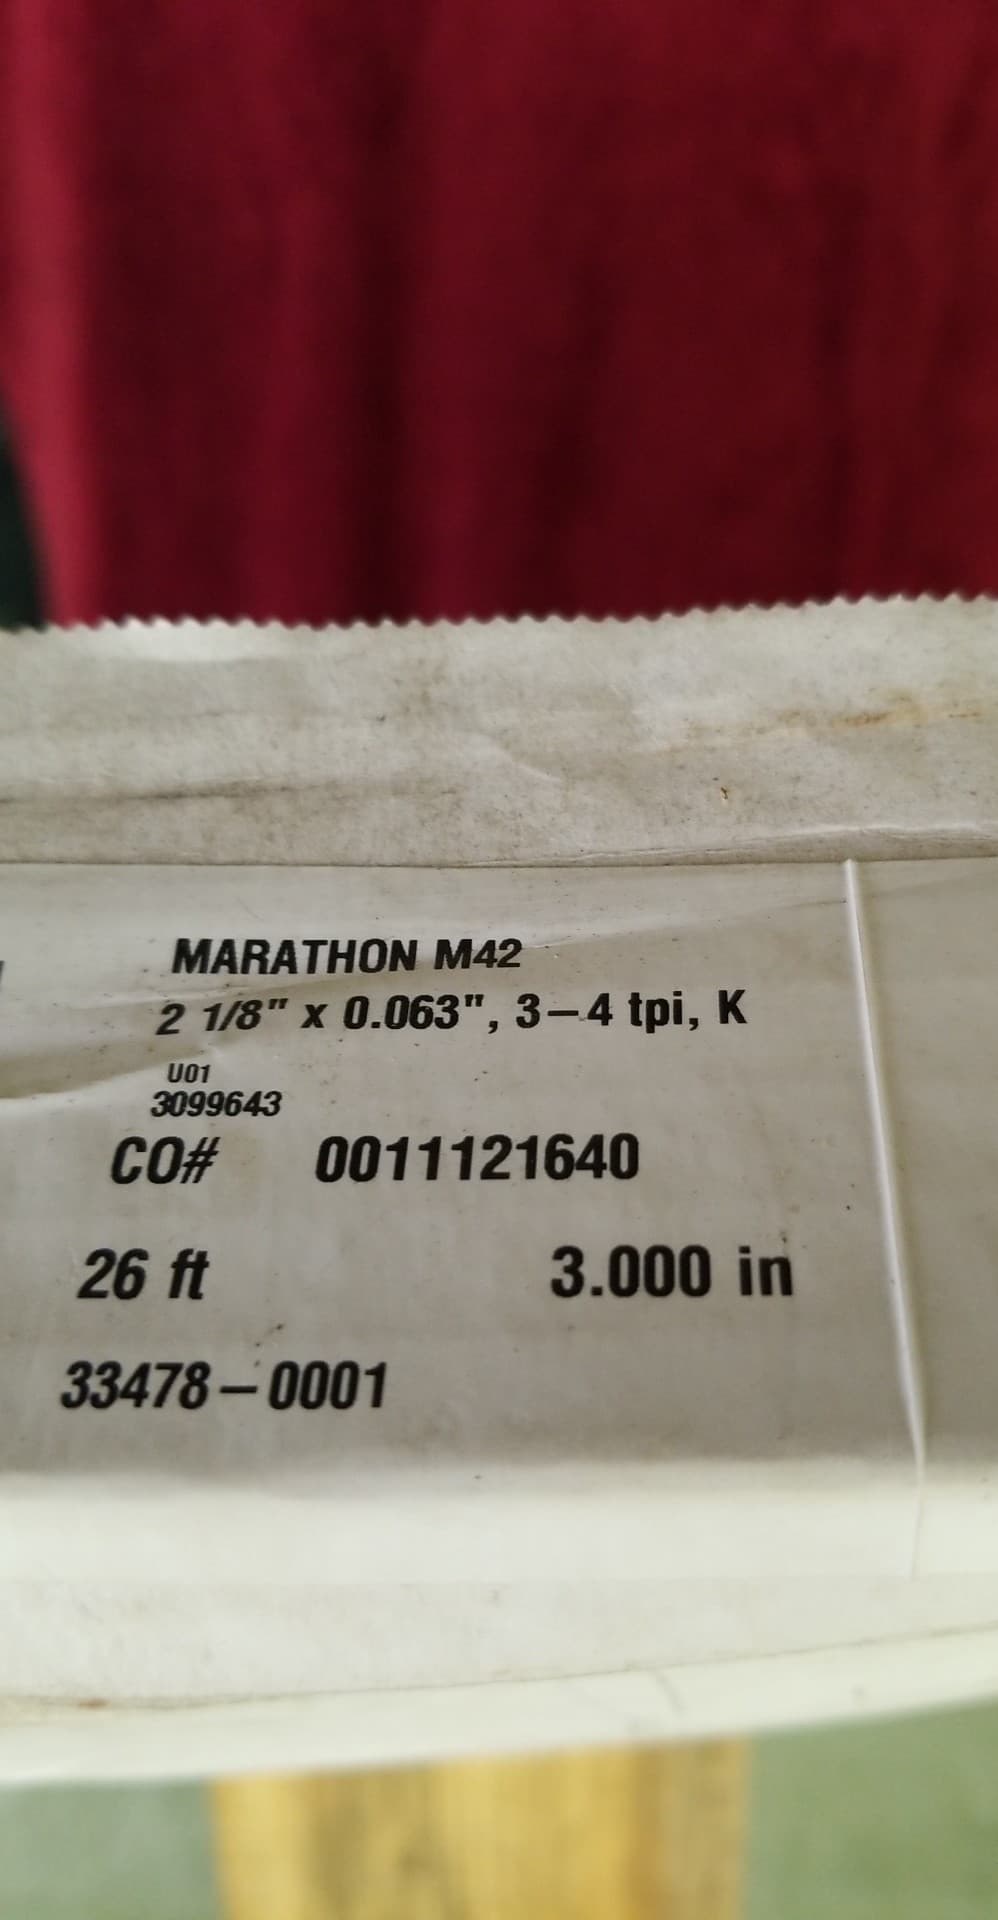 MARATHON M42
2 1/8" x 0.063", 3-4 tpi, K
U01
3099643
CO# 0011121640
26 ft 3.000 in
33478-0001